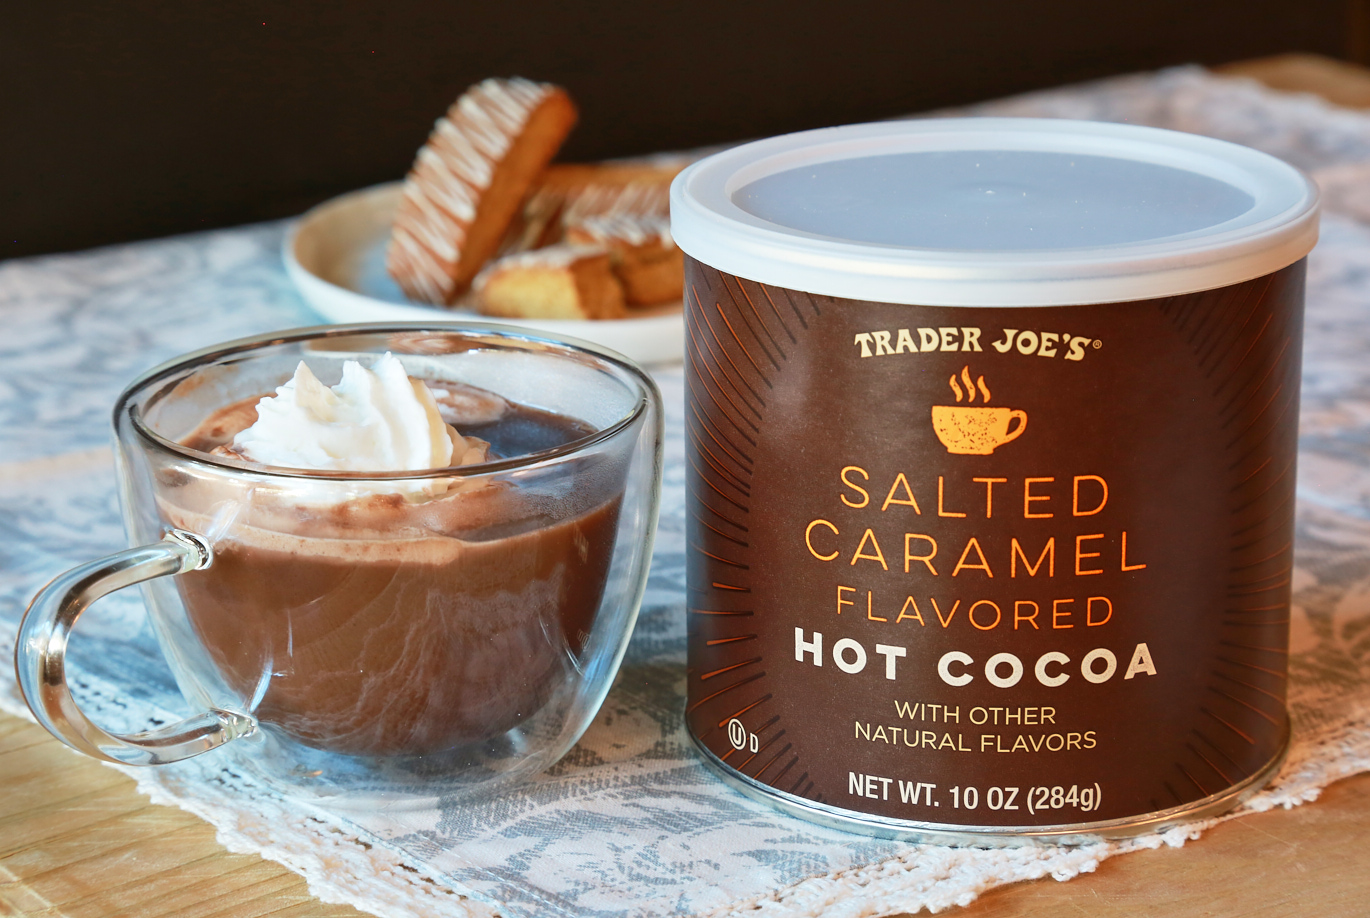 TRADER JOE'S®
SALTED
CARAMEL
FLAVORED
HOT COCOA
WITH OTHER
NATURAL FLAVORS
Ⓤ D
NET WT. 10 OZ (284g)